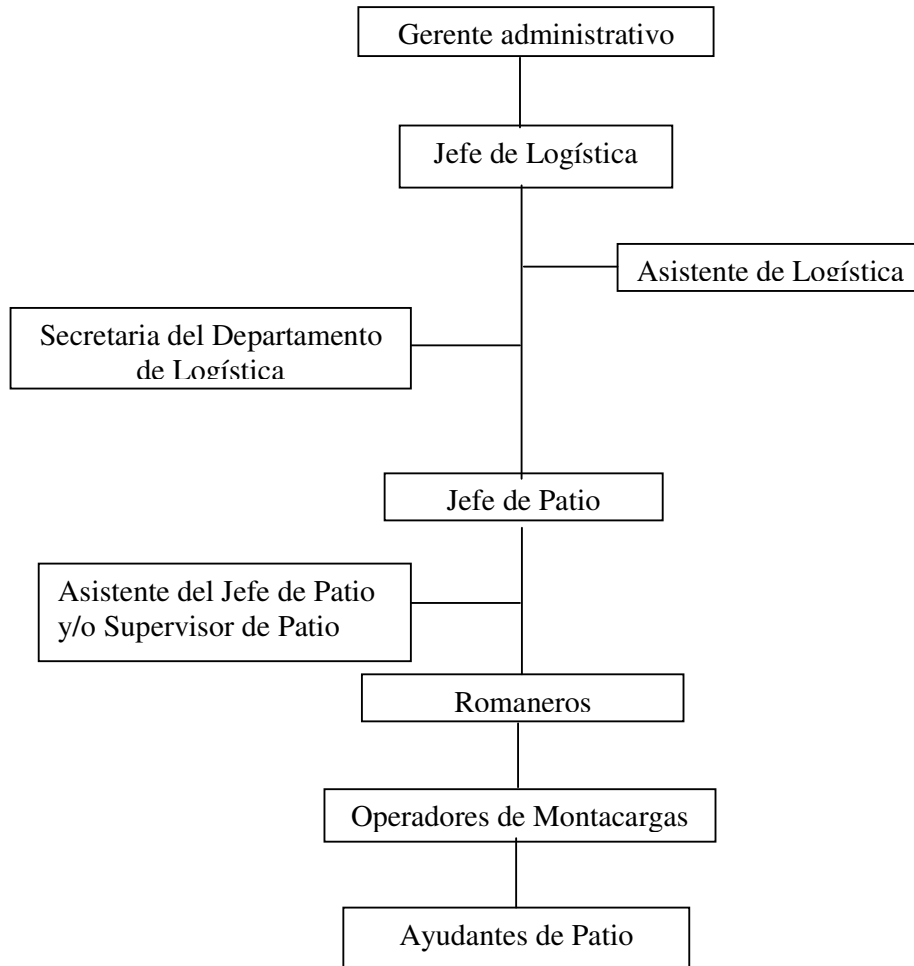 Gerente administrativo
Jefe de Logística
Asistente de Logística
Secretaria del Departamento
de Logística
Jefe de Patio
Asistente del Jefe de Patio
y/o Supervisor de Patio
Romaneros
Operadores de Montacargas
Ayudantes de Patio